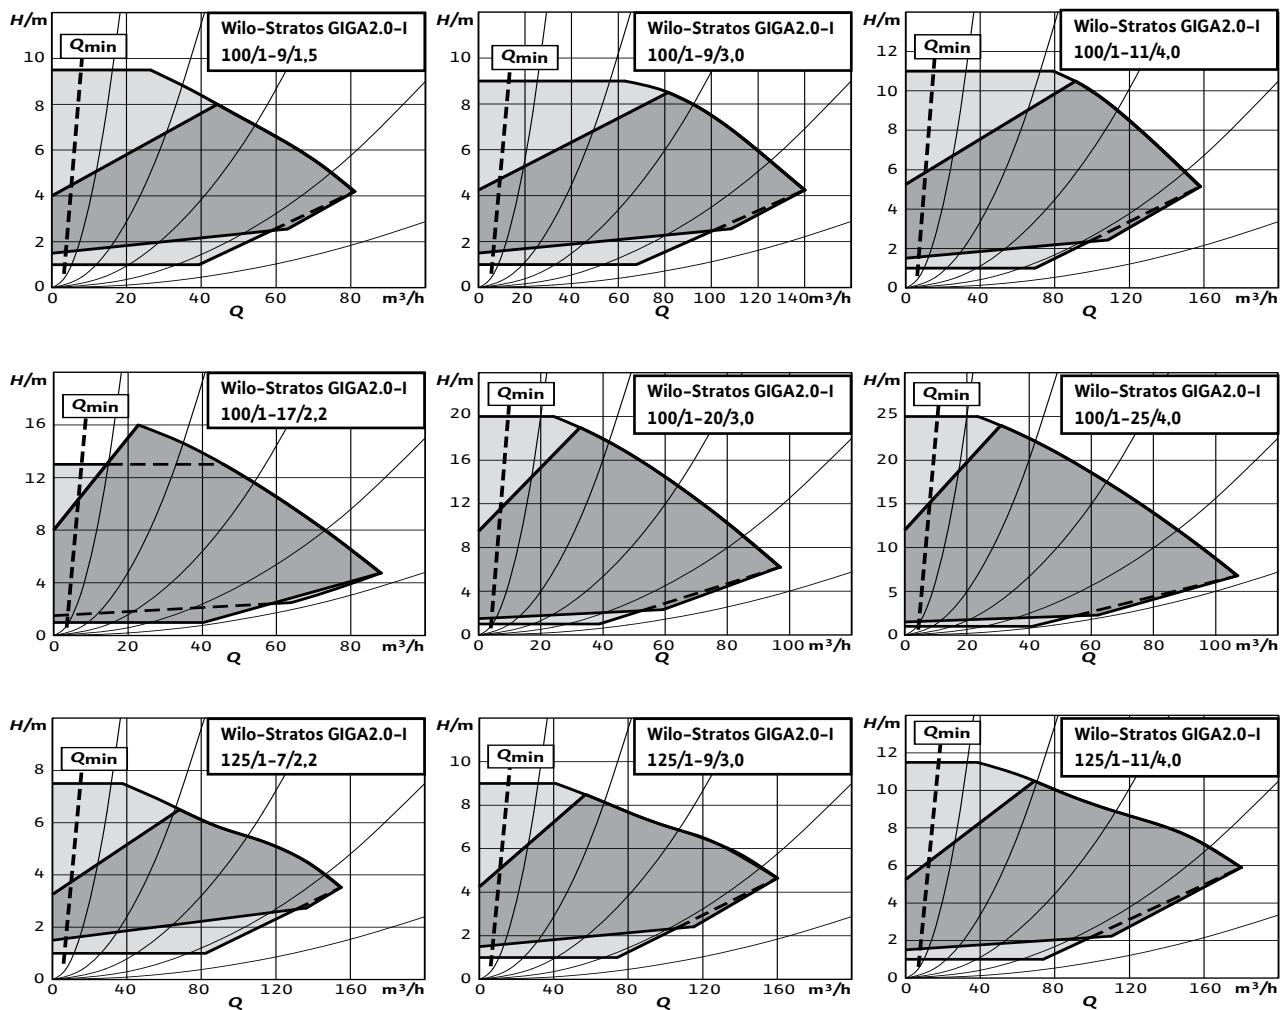 H/m
Qmin
Wilo-Stratos GIGA2.0-I
100/1-9/1,5
10
8
6
4
2
0
0 20 40 60 80 m³/h
Q
H/m
Qmin
Wilo-Stratos GIGA2.0-I
100/1-9/3,0
10
8
6
4
2
0
0 20 40 60 80 100 120 140 m³/h
Q
H/m
Qmin
Wilo-Stratos GIGA2.0-I
100/1-11/4,0
12
10
8
6
4
2
0
0 40 80 120 160 m³/h
Q
H/m
Qmin
Wilo-Stratos GIGA2.0-I
100/1-17/2,2
16
12
8
4
0
0 20 40 60 80 m³/h
Q
H/m
Qmin
Wilo-Stratos GIGA2.0-I
100/1-20/3,0
20
16
12
8
4
0
0 20 40 60 80 100 m³/h
Q
H/m
Qmin
Wilo-Stratos GIGA2.0-I
100/1-25/4,0
25
20
15
10
5
0
0 20 40 60 80 100 m³/h
Q
H/m
Qmin
Wilo-Stratos GIGA2.0-I
125/1-7/2,2
8
6
4
2
0
0 40 80 120 160 m³/h
Q
H/m
Qmin
Wilo-Stratos GIGA2.0-I
125/1-9/3,0
10
8
6
4
2
0
0 40 80 120 160 m³/h
Q
H/m
Qmin
Wilo-Stratos GIGA2.0-I
125/1-11/4,0
12
10
8
6
4
2
0
0 40 80 120 160 m³/h
Q